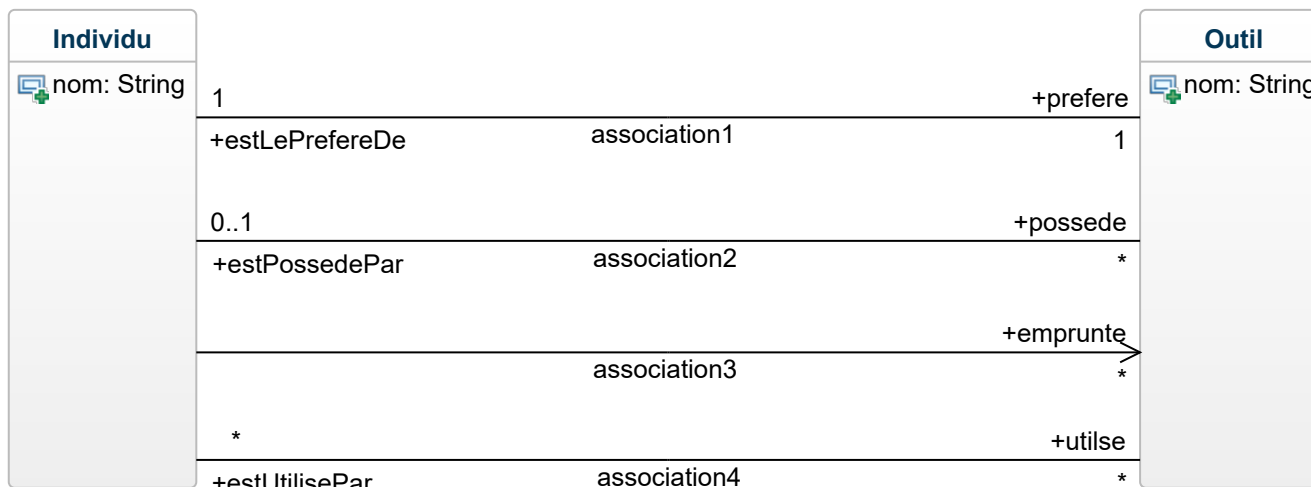 Individu
nom: String
Outil
nom: String
1
+prefere
+estLePrefereDe
association1
1
0..1
+possede
+estPossedePar
association2
*
+emprunte
association3
*
*
+utilse
+estUtilisePar
association4
*